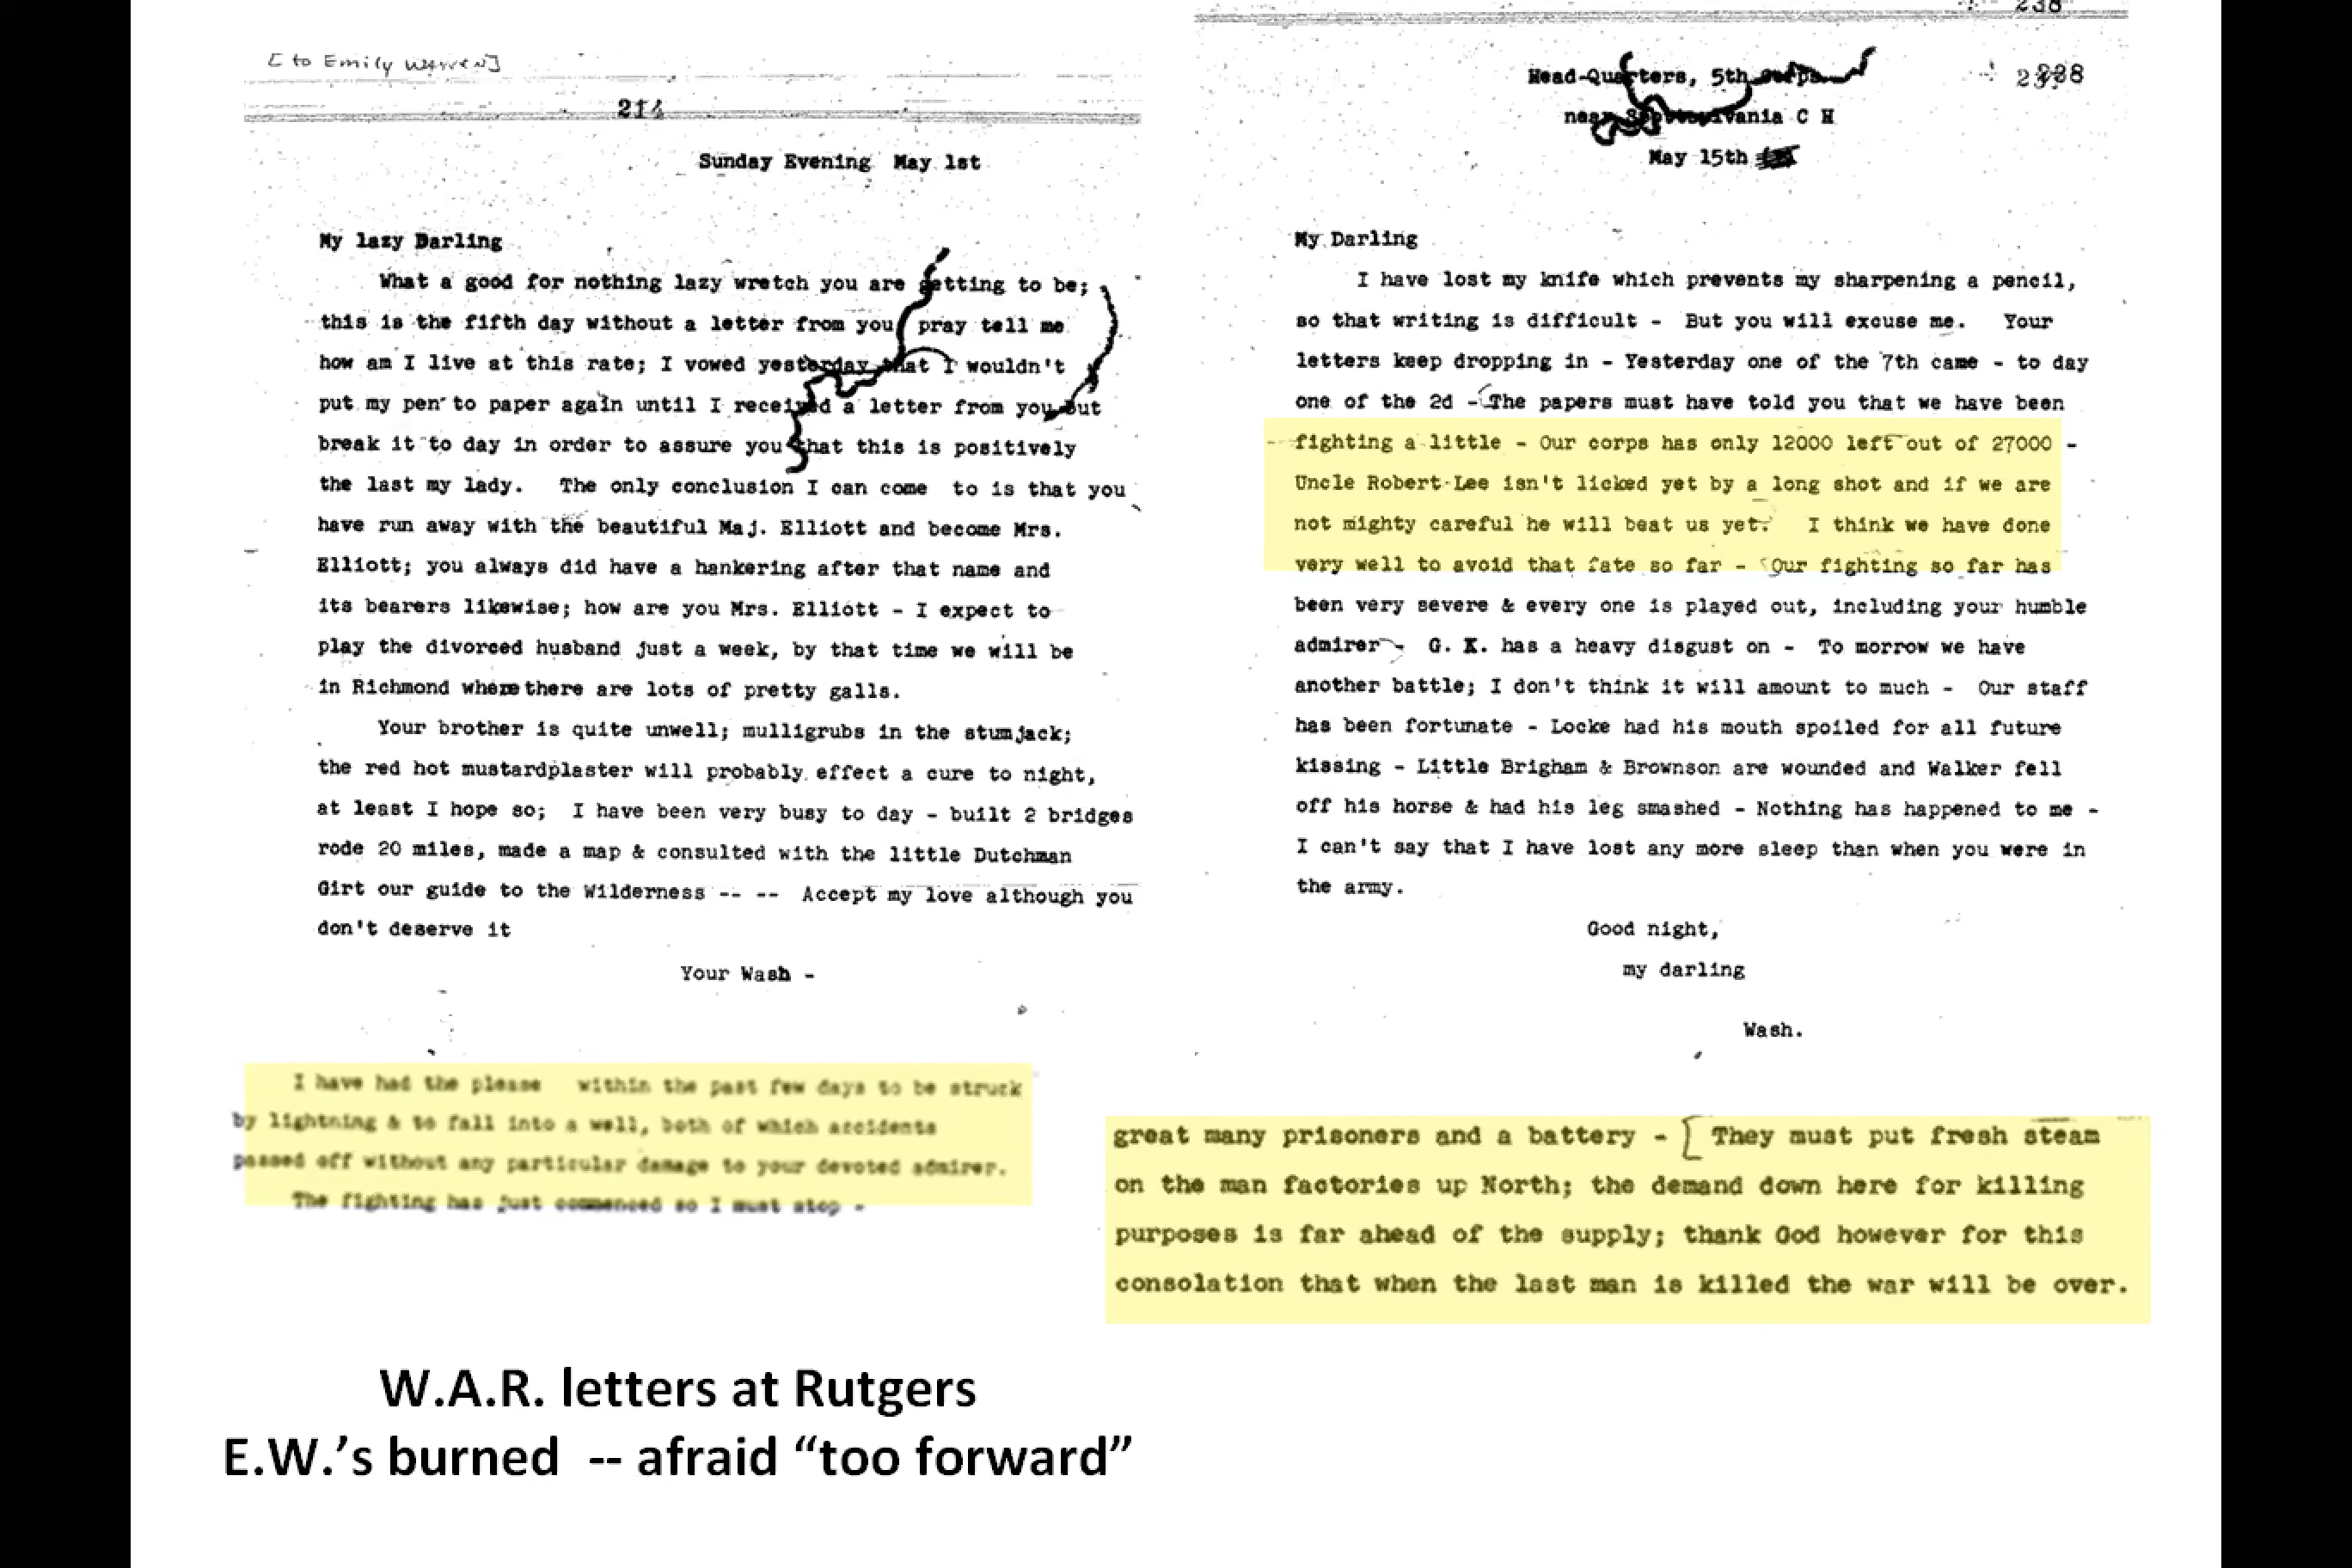 [to Emily Warren]
214
Sunday Evening May 1st
My lazy Darling
What a good for nothing lazy wretch you are getting to be;
this is the fifth day without a letter from you pray tell me
how am I live at this rate; I vowed yesterday that I wouldn't
put my pen to paper again until I received a letter from you but
break it to day in order to assure you that this is positively
the last my lady. The only conclusion I can come to is that you
have run away with the beautiful Maj. Elliott and become Mrs.
Elliott; you always did have a hankering after that name and
its bearers likewise; how are you Mrs. Elliott - I expect to
play the divorced husband just a week, by that time we will be
in Richmond where there are lots of pretty galls.
Your brother is quite unwell; mulligrubs in the stumjack;
the red hot mustardplaster will probably effect a cure to night,
at least I hope so; I have been very busy to day - built 2 bridges
rode 20 miles, made a map & consulted with the little Dutchman
Girt our guide to the Wilderness -- -- Accept my love although you
don't deserve it
Your Wash -
I have had the please within the past few days to be struck
by lightning & to fall into a well, both of which accidents
passed off without any particular damage to your devoted admirer.
The fighting has just commenced so I must stop -
238
Head-Quarters, 5th Corps
228
near Spottsylvania C H
May 15th
My Darling
I have lost my knife which prevents my sharpening a pencil,
so that writing is difficult - But you will excuse me. Your
letters keep dropping in - Yesterday one of the 7th came - to day
one of the 2d - The papers must have told you that we have been
fighting a little - Our corps has only 12000 left out of 27000 -
Uncle Robert Lee isn't licked yet by a long shot and if we are
not mighty careful he will beat us yet. I think we have done
very well to avoid that fate so far - Our fighting so far has
been very severe & every one is played out, including your humble
admirer - G. K. has a heavy disgust on - To morrow we have
another battle; I don't think it will amount to much - Our staff
has been fortunate - Locke had his mouth spoiled for all future
kissing - Little Brigham & Brownson are wounded and Walker fell
off his horse & had his leg smashed - Nothing has happened to me -
I can't say that I have lost any more sleep than when you were in
the army.
Good night,
my darling
Wash.
great many prisoners and a battery - [ They must put fresh steam
on the man factories up North; the demand down here for killing
purposes is far ahead of the supply; thank God however for this
consolation that when the last man is killed the war will be over.
W.A.R. letters at Rutgers
E.W.'s burned -- afraid “too forward”